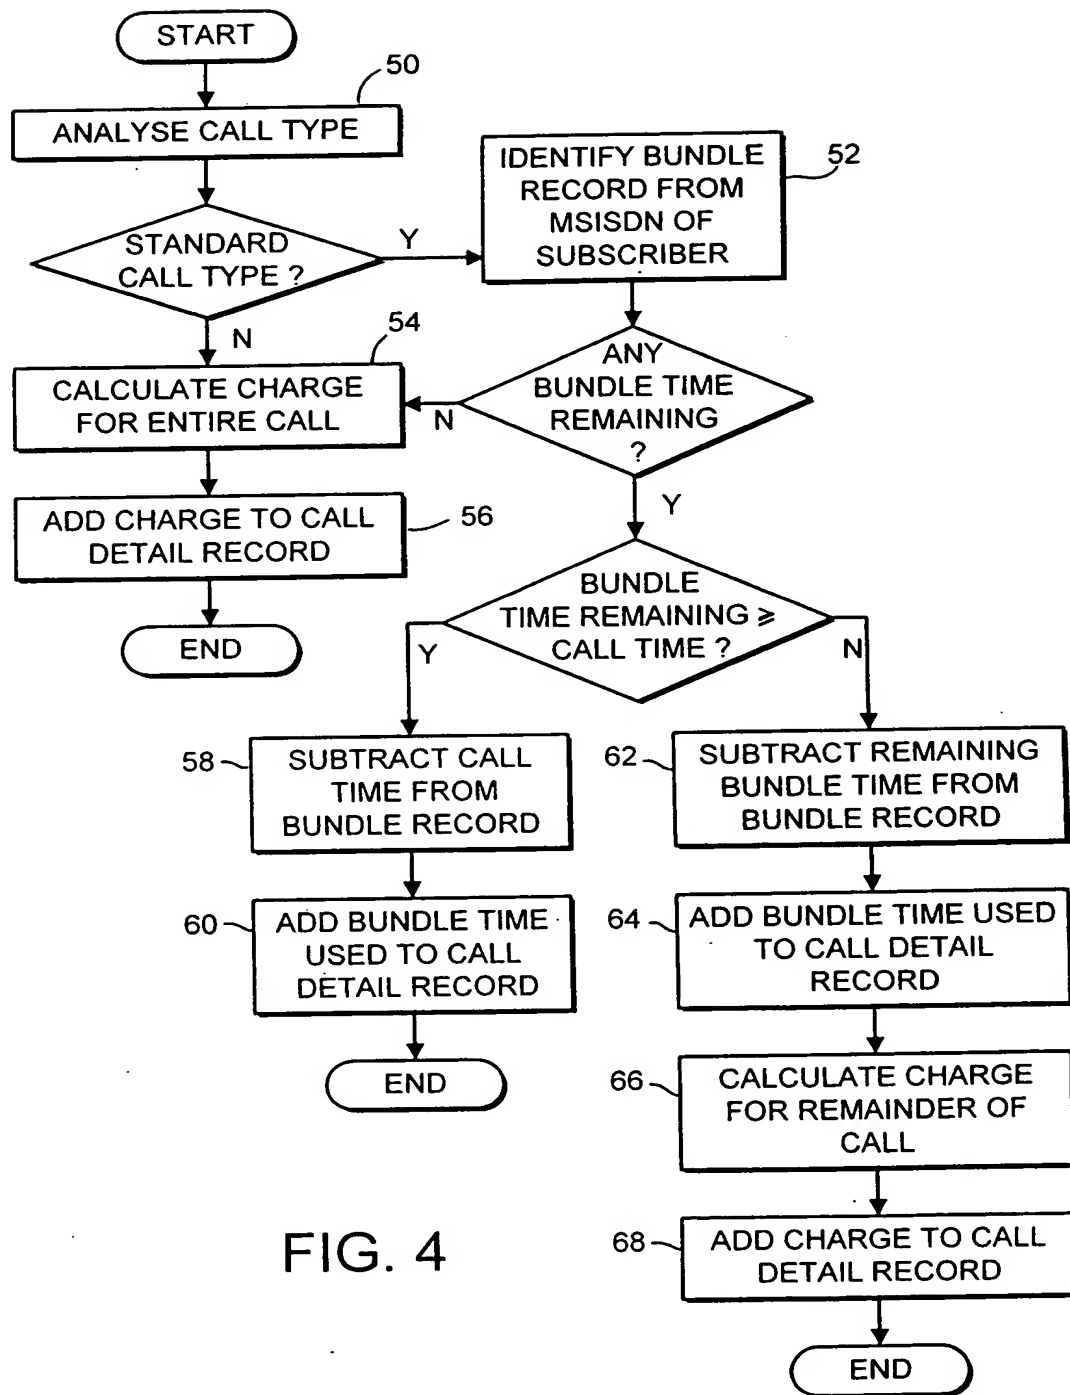 START
50
ANALYSE CALL TYPE
STANDARD
CALL TYPE ?
Y
N
IDENTIFY BUNDLE
RECORD FROM
MSISDN OF
SUBSCRIBER
52
54
CALCULATE CHARGE
FOR ENTIRE CALL
ANY
BUNDLE TIME
REMAINING
?
N
Y
ADD CHARGE TO CALL
DETAIL RECORD
56
END
BUNDLE
TIME REMAINING ≥
CALL TIME ?
Y
N
58
SUBTRACT CALL
TIME FROM
BUNDLE RECORD
60
ADD BUNDLE TIME
USED TO CALL
DETAIL RECORD
END
62
SUBTRACT REMAINING
BUNDLE TIME FROM
BUNDLE RECORD
64
ADD BUNDLE TIME USED
TO CALL DETAIL
RECORD
66
CALCULATE CHARGE
FOR REMAINDER OF
CALL
68
ADD CHARGE TO CALL
DETAIL RECORD
END
FIG. 4